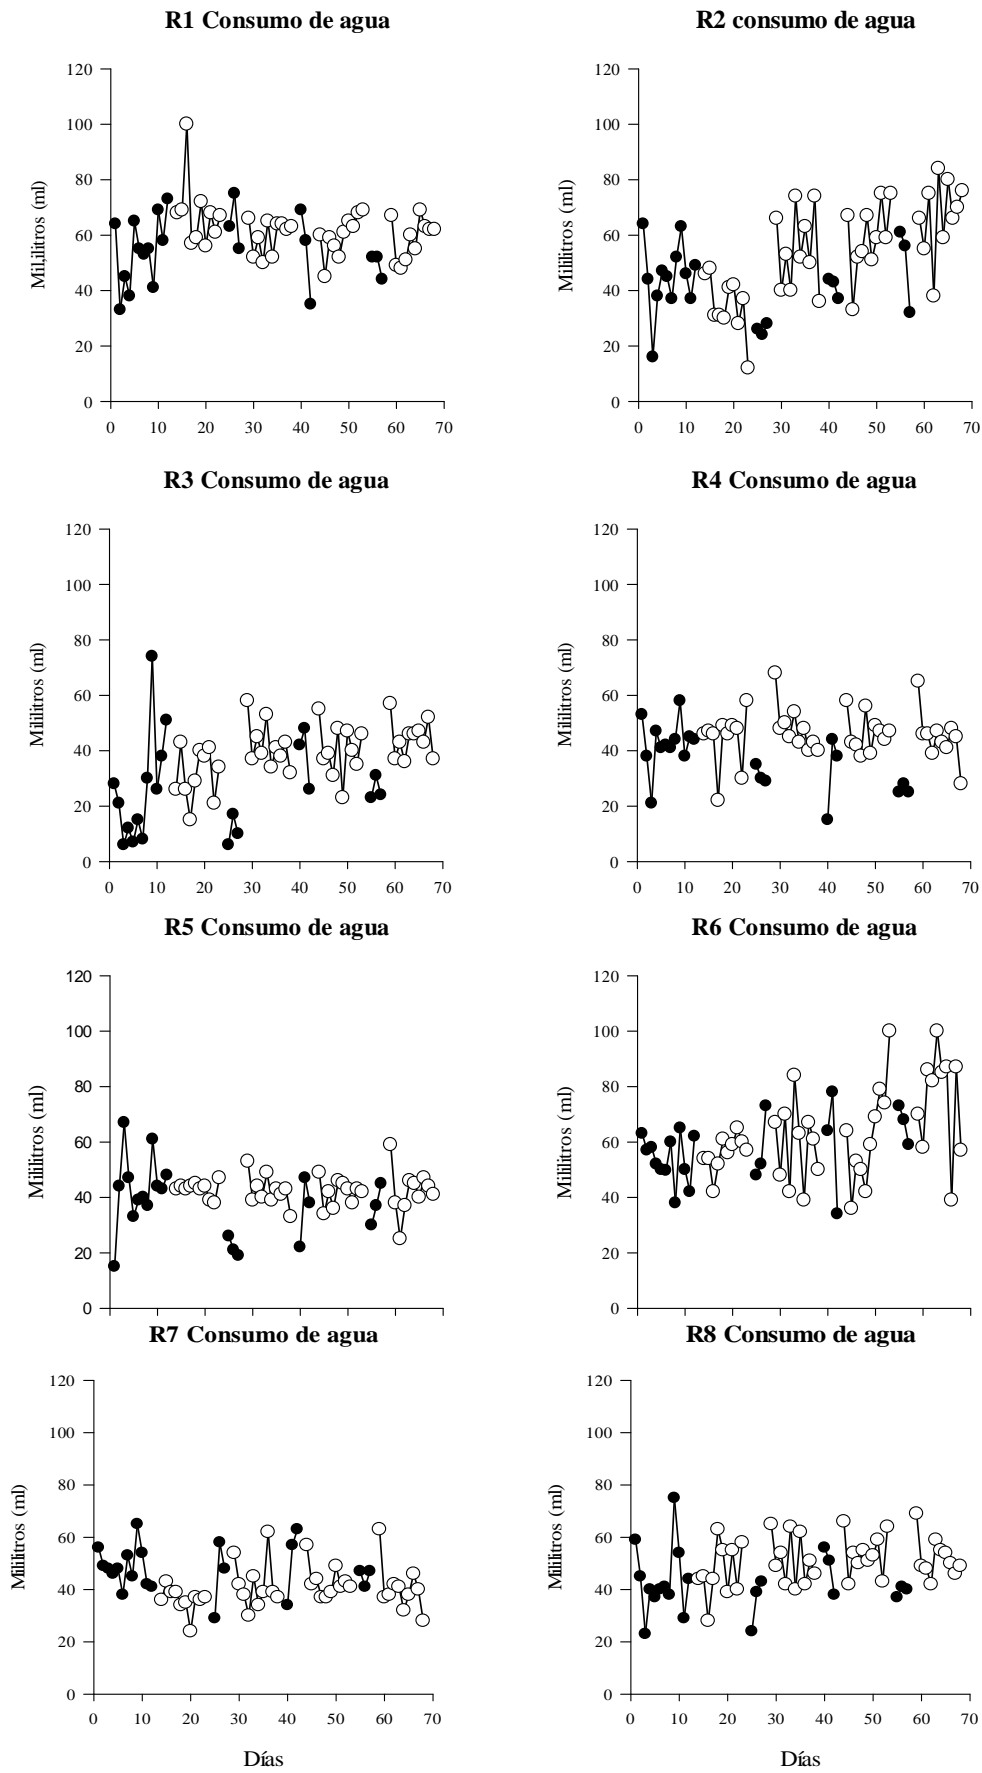 R1 Consumo de agua
R2 consumo de agua
120
100
80
60
40
20
0
Mil,ilitros (ml)
0 10 20 30 40 50 60 70
120
100
80
60
40
20
0
Mililitros (ml)
0 10 20 30 40 50 60 70
R3 Consumo de agua
R4 Consumo de agua
120
100
80
60
40
20
0
Mililitros (ml)
0 10 20 30 40 50 60 70
120
100
80
60
40
20
0
Mililitros (ml)
0 10 20 30 40 50 60 70
R5 Consumo de agua
R6 Consumo de agua
120
100
80
60
40
20
0
Mililitros (ml)
120
100
80
60
40
20
0
Mililitros (ml)
R7 Consumo de agua
R8 Consumo de agua
120
100
80
60
40
20
0
Mililitros (ml)
0 10 20 30 40 50 60 70
Días
120
100
80
60
40
20
0
Mililitros (ml)
0 10 20 30 40 50 60 70
Días